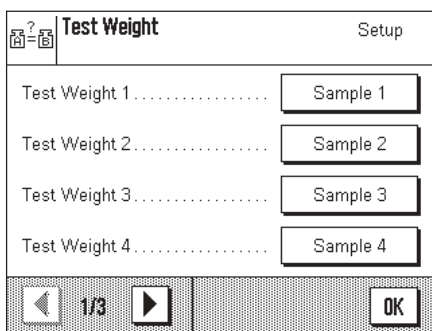 A ?= B Test Weight Setup
Test Weight 1................. Sample 1
Test Weight 2................. Sample 2
Test Weight 3................. Sample 3
Test Weight 4................. Sample 4
1/3 OK